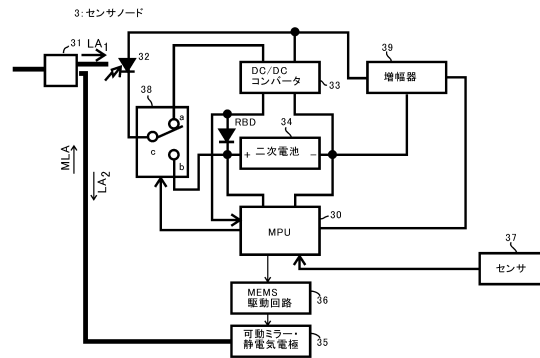 3:センサノード
31
LA1
32
39
DC/DC
コンバータ
33
増幅器
38
a
c
b
RBD
34
+ 二次電池 −
MLA
LA2
MPU
30
37
センサ
MEMS
駆動回路
36
可動ミラー・
静電気電極
35